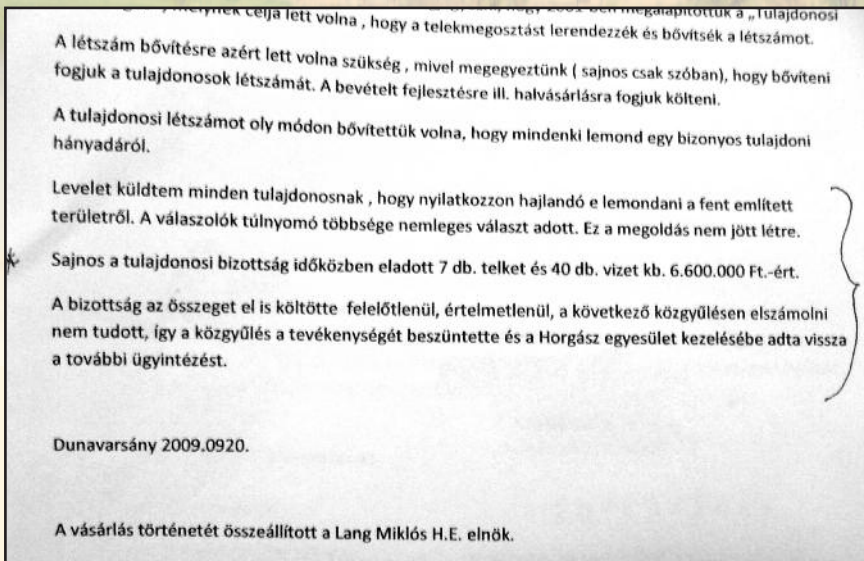 melynek célja lett volna , hogy a telekmegosztást lerendezzék és bővítsék a létszámot.
A létszám bővítésre azért lett volna szükség , mivel megegyeztünk ( sajnos csak szóban), hogy bővíteni
fogjuk a tulajdonosok létszámát. A bevételt fejlesztésre ill. halvásárlásra fogjuk költeni.
A tulajdonosi létszámot oly módon bővítettük volna, hogy mindenki lemond egy bizonyos tulajdoni
hányadáról.
Levelet küldtem minden tulajdonosnak , hogy nyilatkozzon hajlandó e lemondani a fent említett
területről. A válaszolók túlnyomó többsége nemleges választ adott. Ez a megoldás nem jött létre.
Sajnos a tulajdonosi bizottság időközben eladott 7 db. telket és 40 db. vizet kb. 6.600.000 Ft.-ért.
A bizottság az összeget el is költötte felelőtlenül, értelmetlenül, a következő közgyűlésen elszámolni
nem tudott, így a közgyűlés a tevékenységét beszüntette és a Horgász egyesület kezelésébe adta vissza
a további ügyintézést.
Dunavarsány 2009.0920.
A vásárlás történetét összeállított a Lang Miklós H.E. elnök.